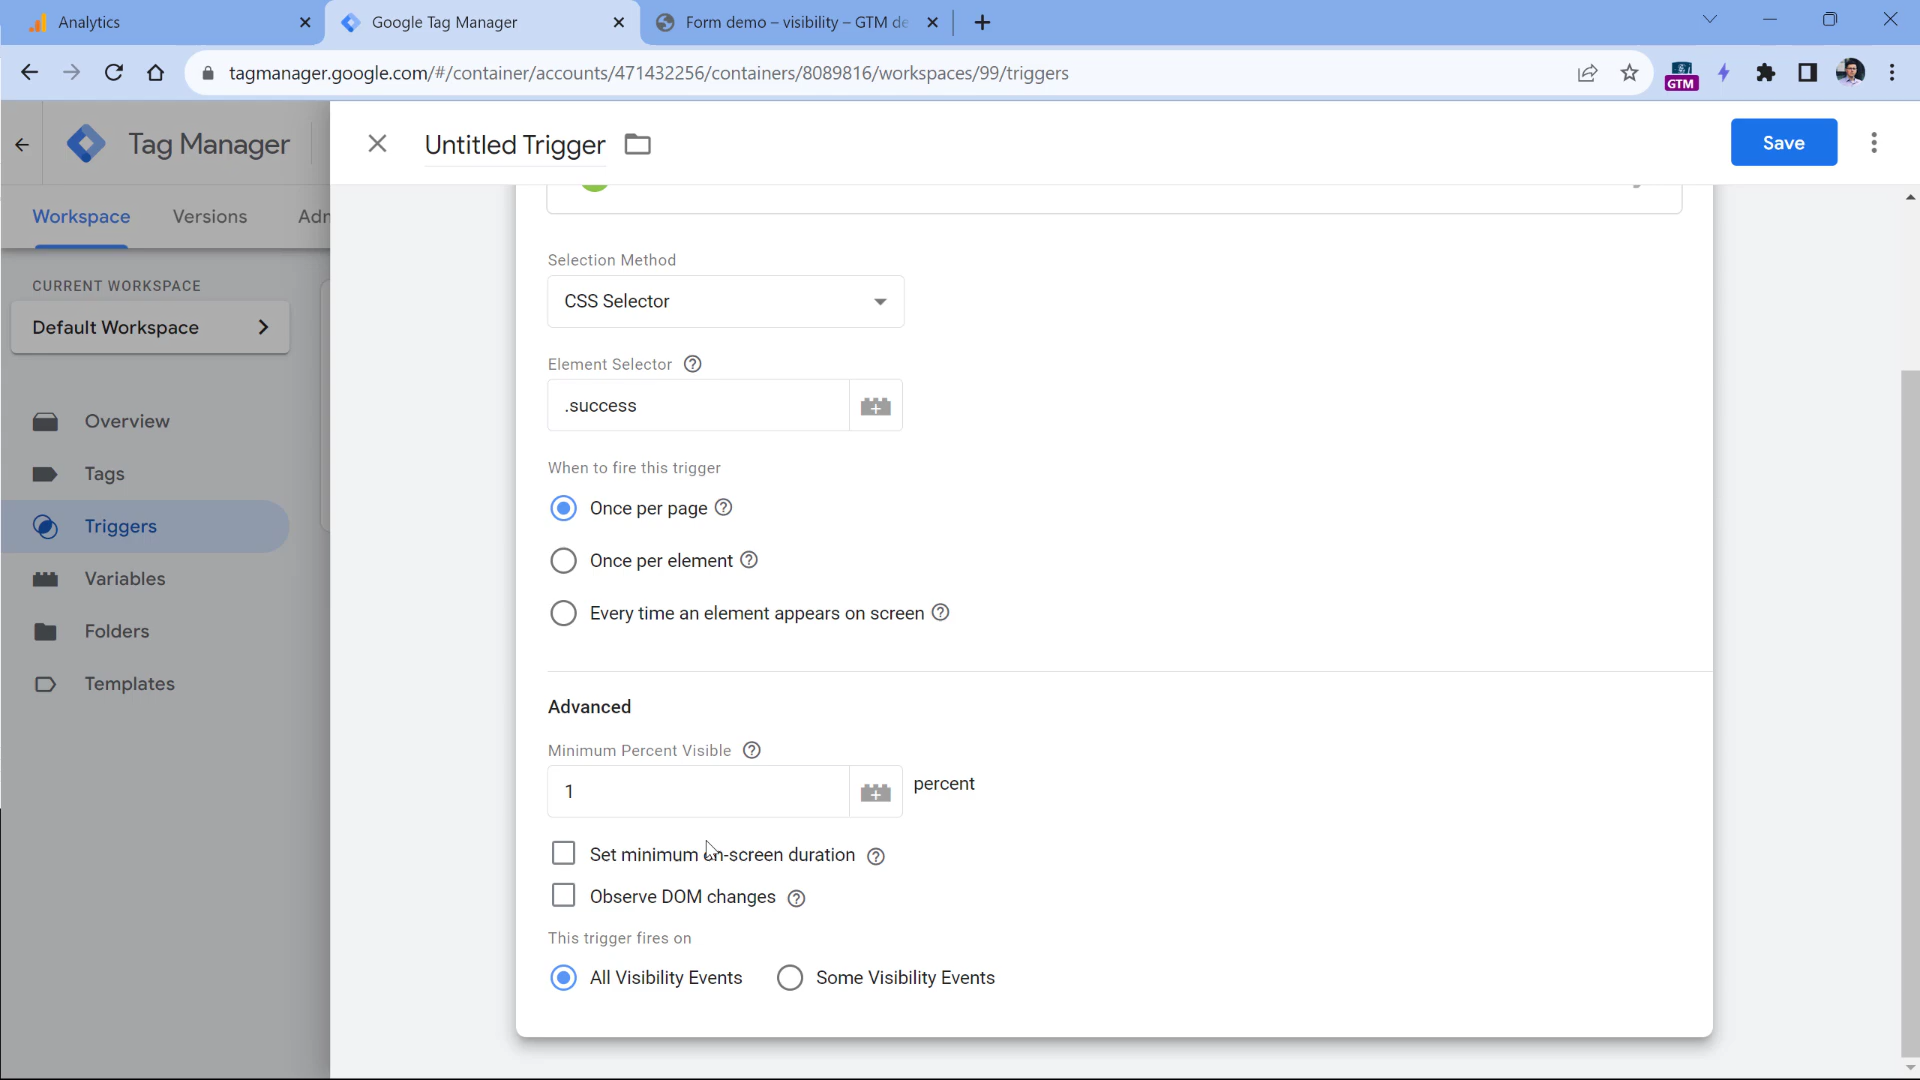 Analytics
Google Tag Manager
Form demo – visibility – GTM de
tagmanager.google.com/#/container/accounts/471432256/containers/8089816/workspaces/99/triggers
GTM
Tag Manager
Untitled Trigger
Save
Workspace
Versions
Adm
CURRENT WORKSPACE
Default Workspace
Overview
Tags
Triggers
Variables
Folders
Templates
Selection Method
CSS Selector
Element Selector
.success
When to fire this trigger
Once per page
Once per element
Every time an element appears on screen
Advanced
Minimum Percent Visible
1
percent
Set minimum on-screen duration
Observe DOM changes
This trigger fires on
All Visibility Events
Some Visibility Events